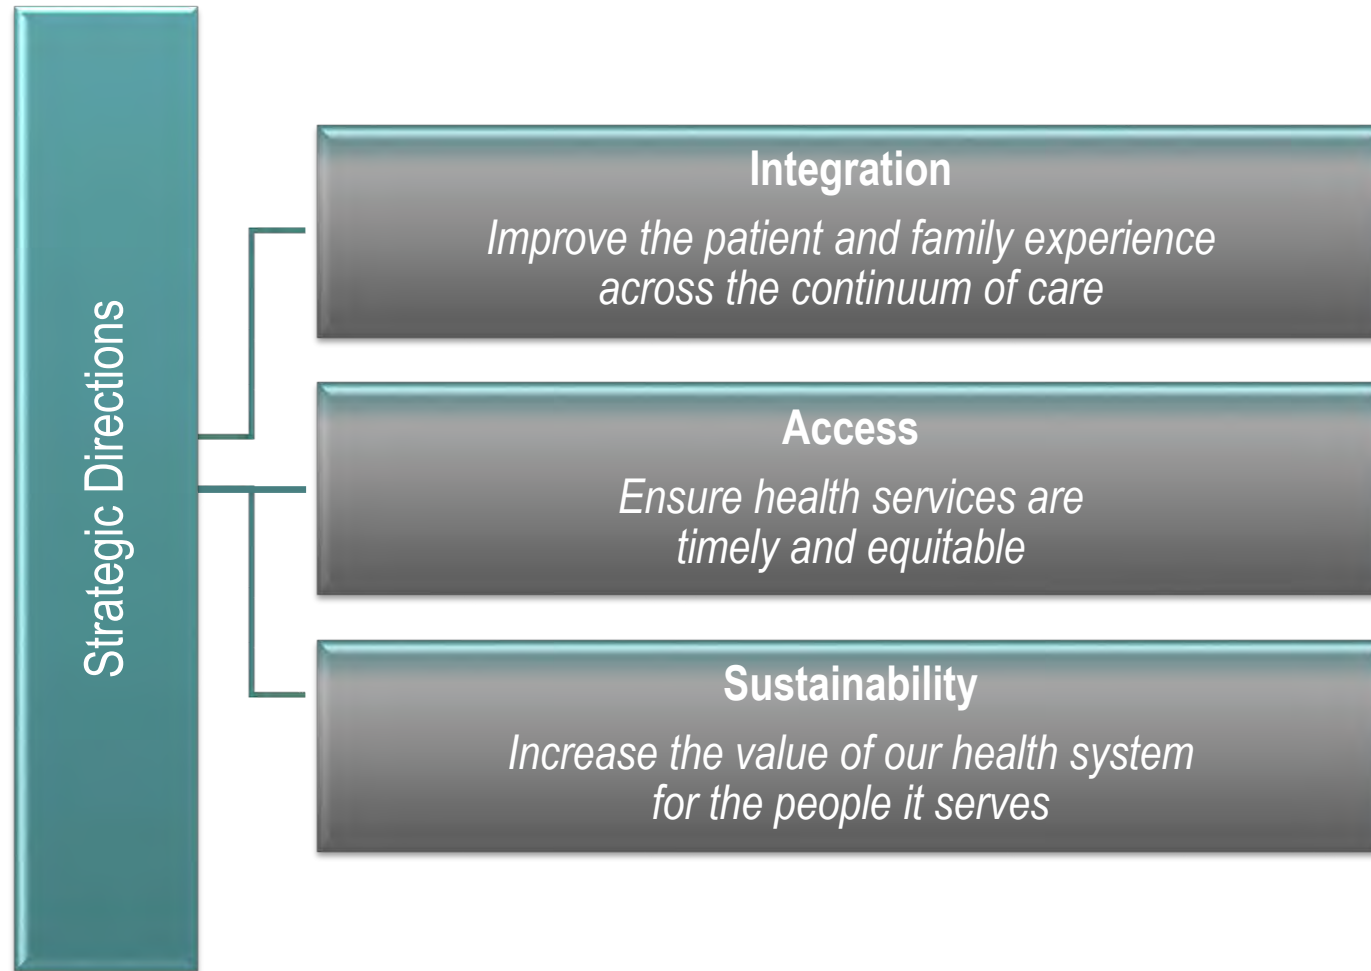 Strategic Directions
Integration
Improve the patient and family experience
across the continuum of care
Access
Ensure health services are
timely and equitable
Sustainability
Increase the value of our health system
for the people it serves